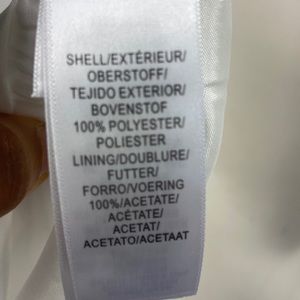 SHELL/EXTÉRIEUR/
OBERSTOFF/
TEJIDO EXTERIOR/
BOVENSTOF
100% POLYESTER/
POLIESTER
LINING/DOUBLURE/
FUTTER/
FORRO/VOERING
100%/ACETATE/
ACÉTATE/
ACETAT/
ACETATO/ACETAAT